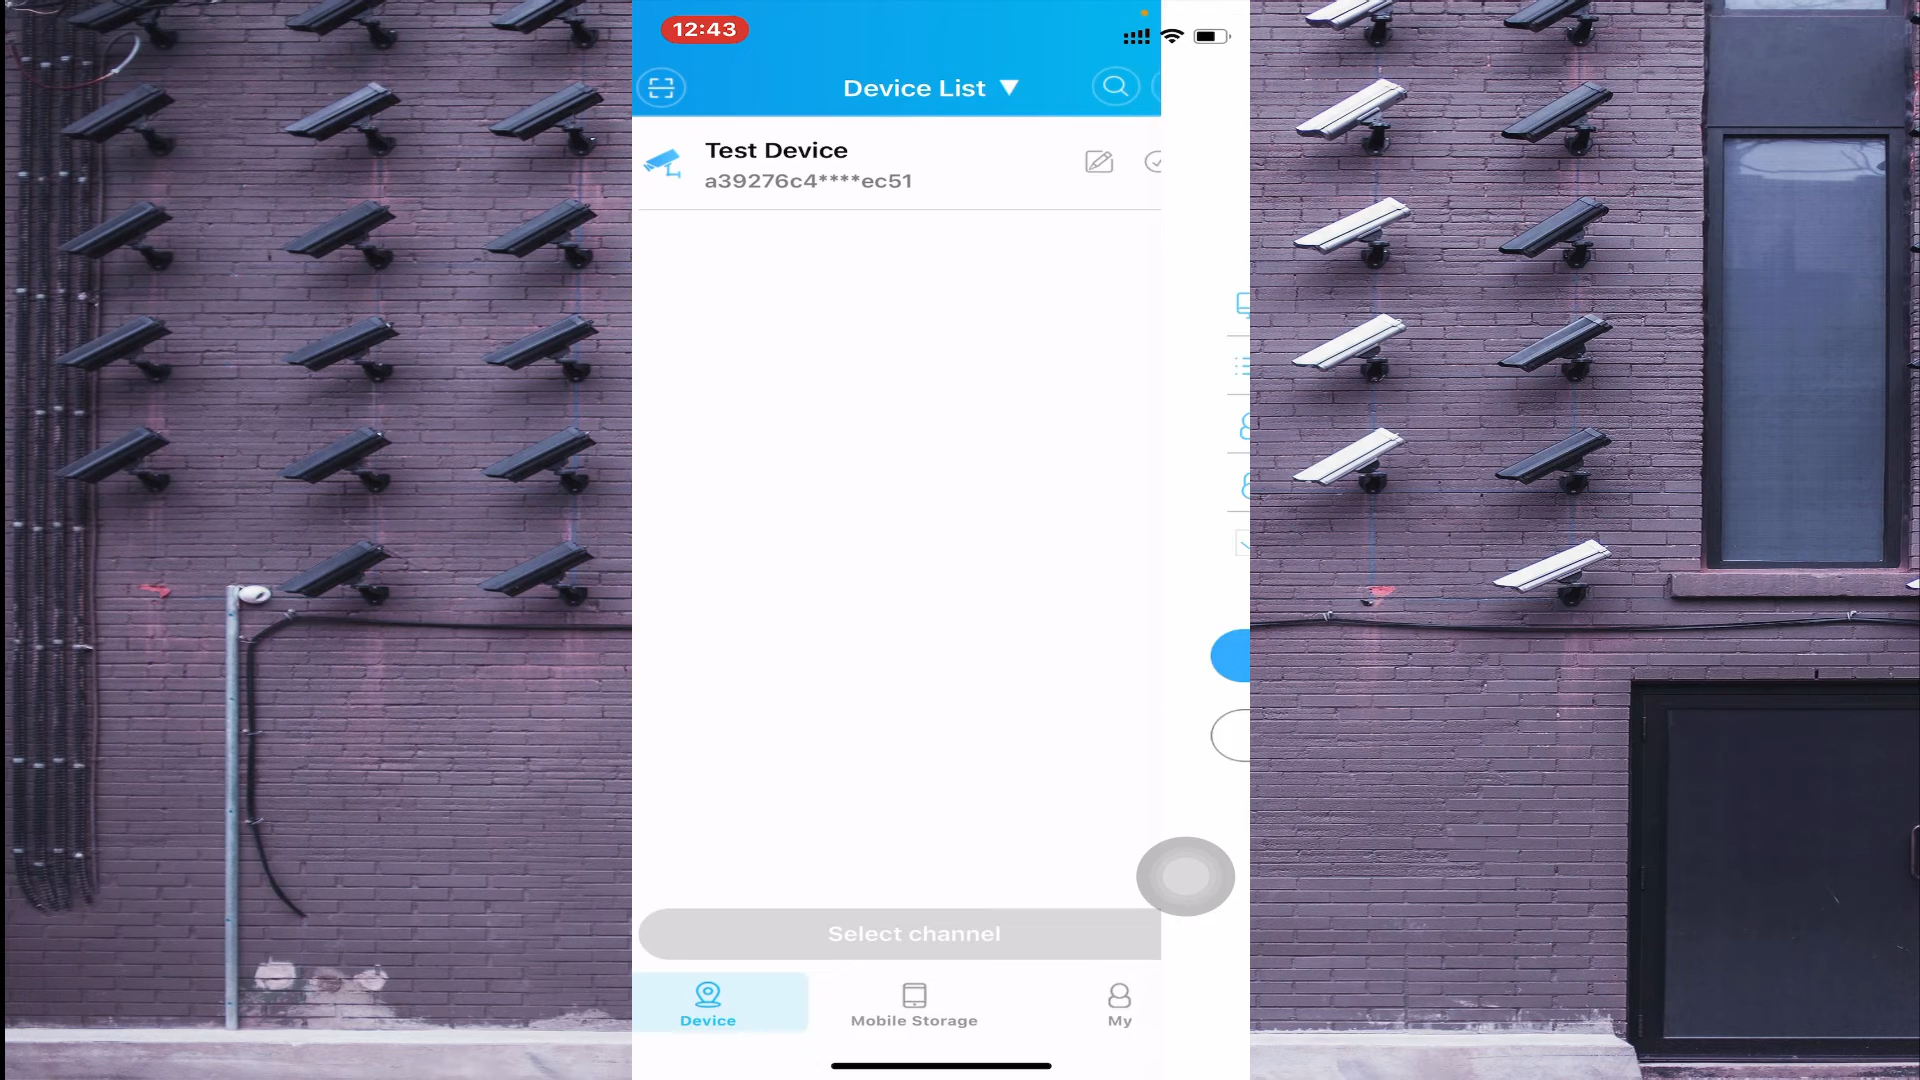 12:43
Device List
Test Device
a39276c4****ec51
Select channel
Device
Mobile Storage
My